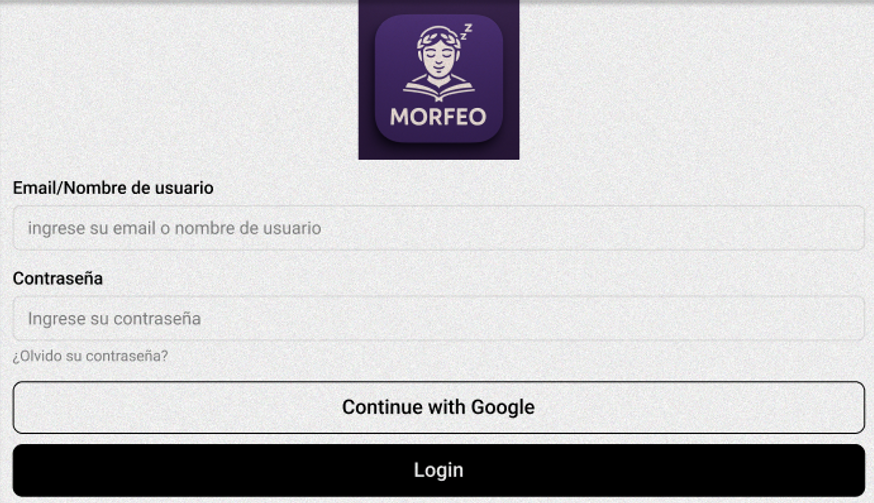 z
z
MORFEO
Email/Nombre de usuario
ingrese su email o nombre de usuario
Contraseña
Ingrese su contraseña
¿Olvido su contraseña?
Continue with Google
Login